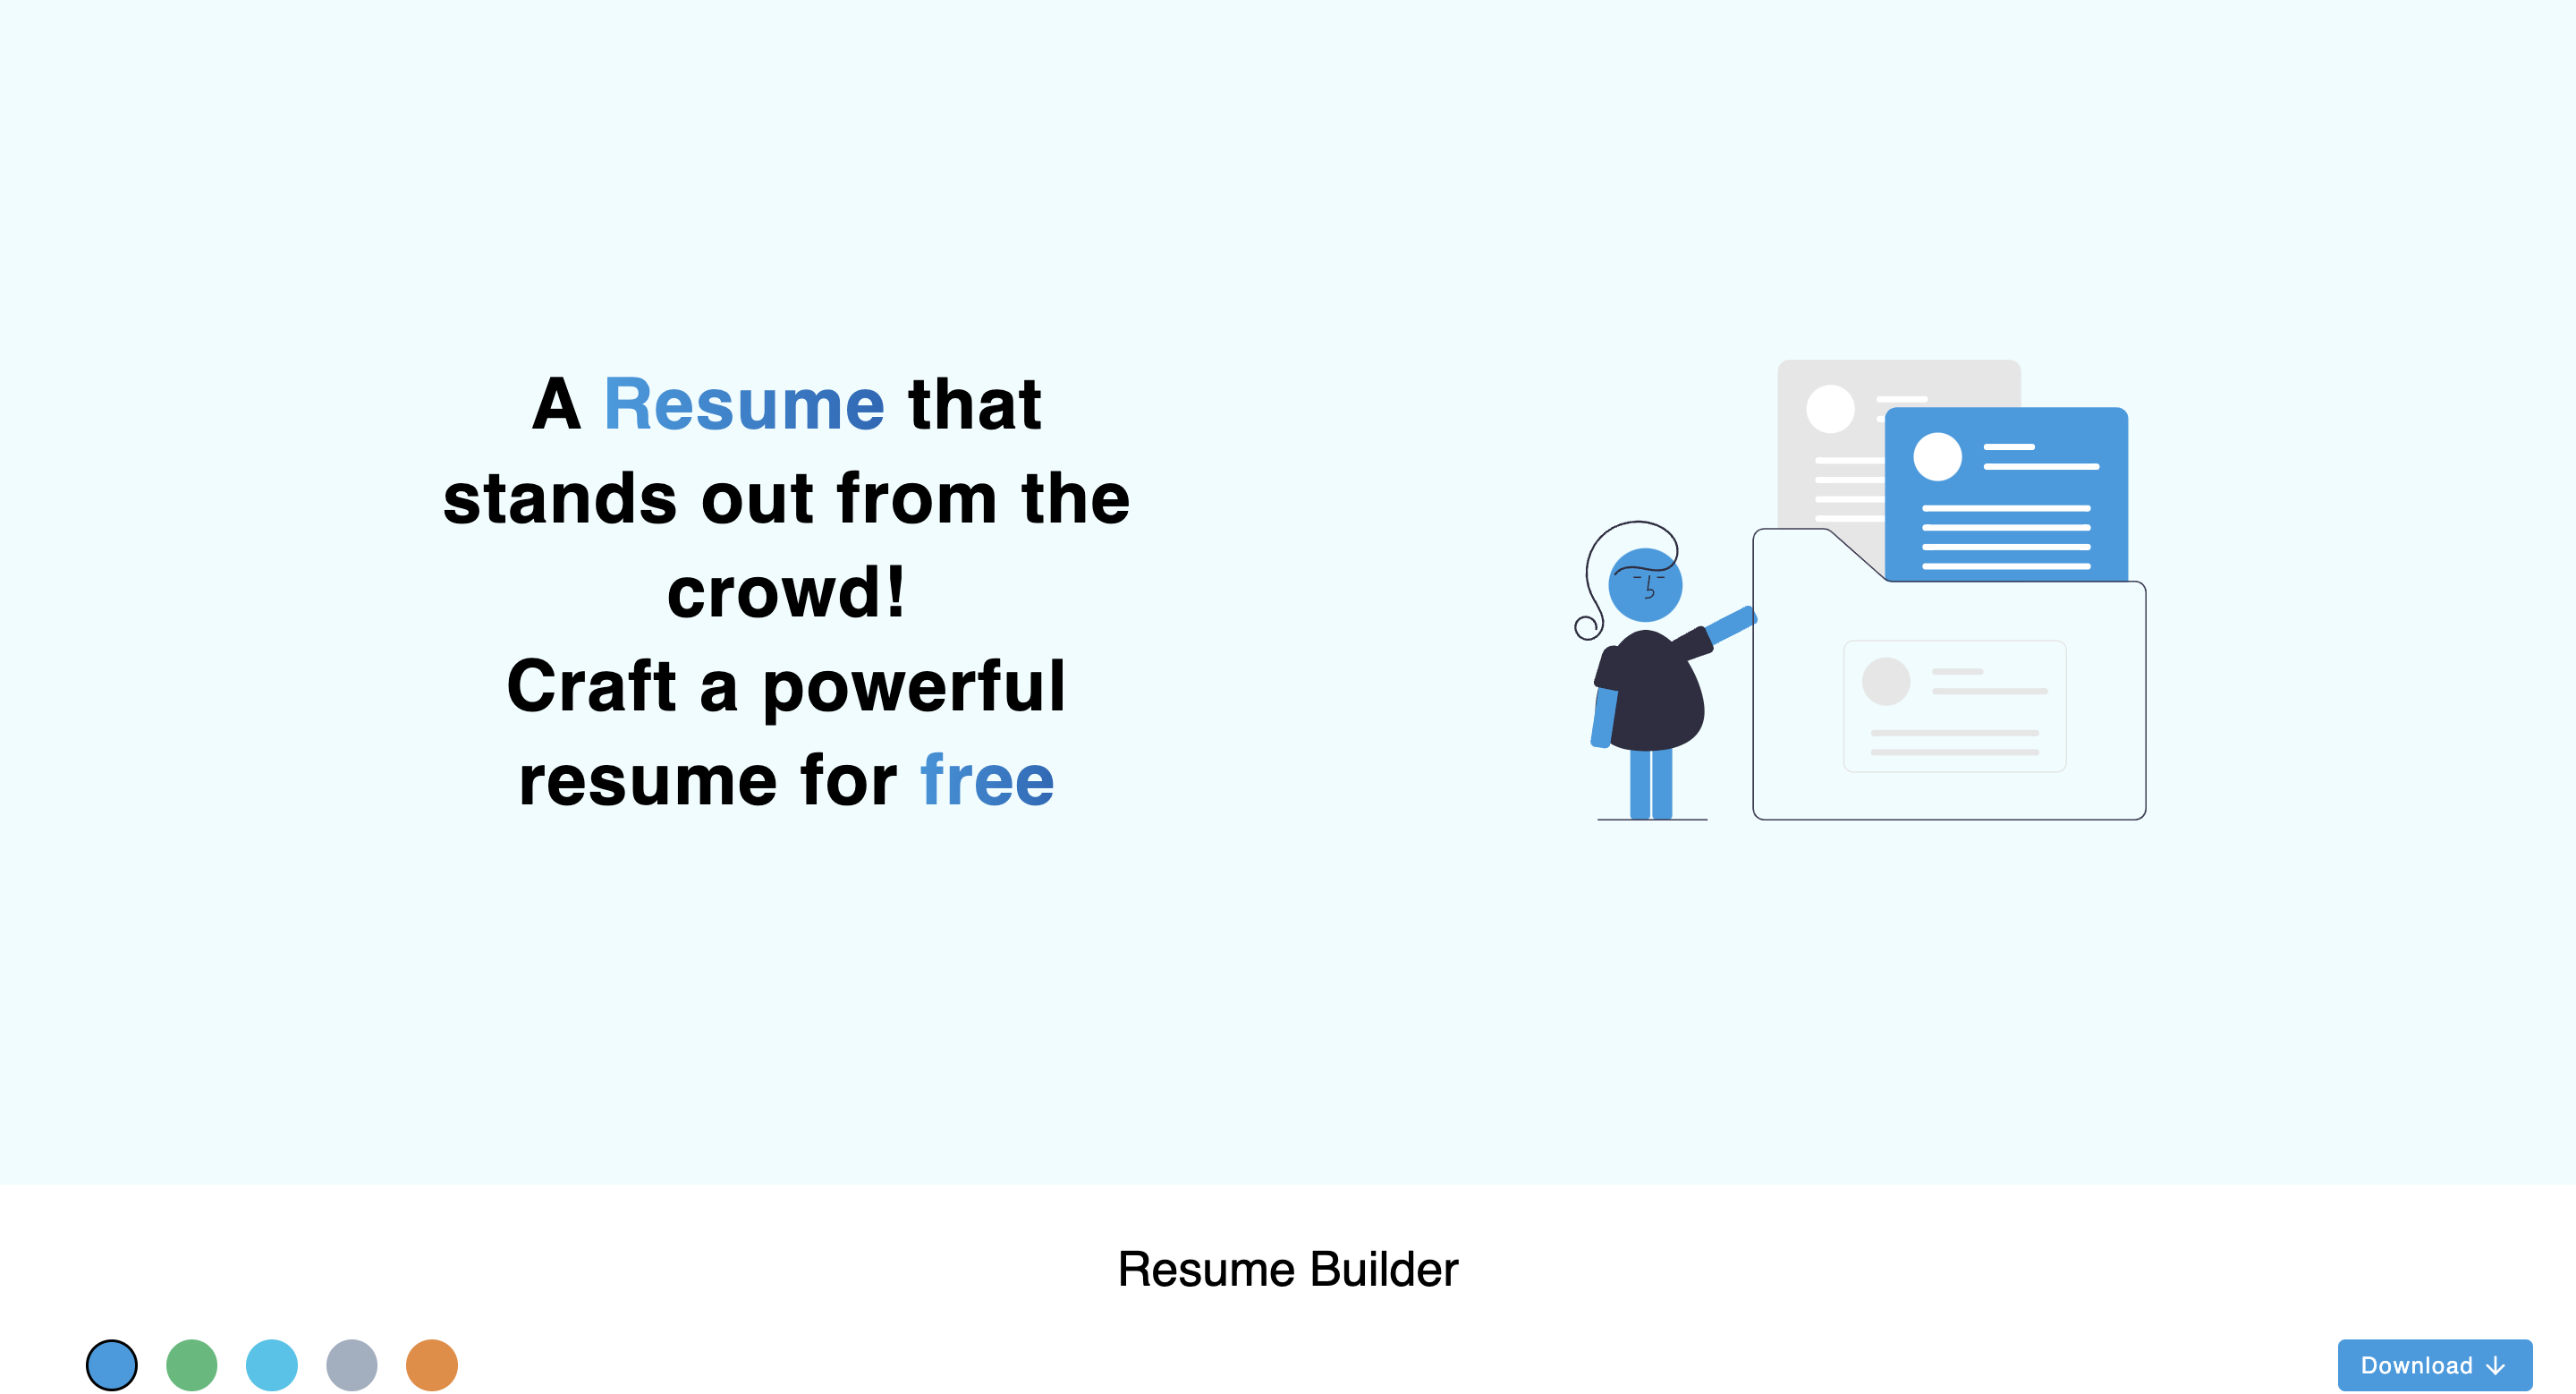 A Resume that
stands out from the
crowd!
Craft a powerful
resume for free
Resume Builder
Download